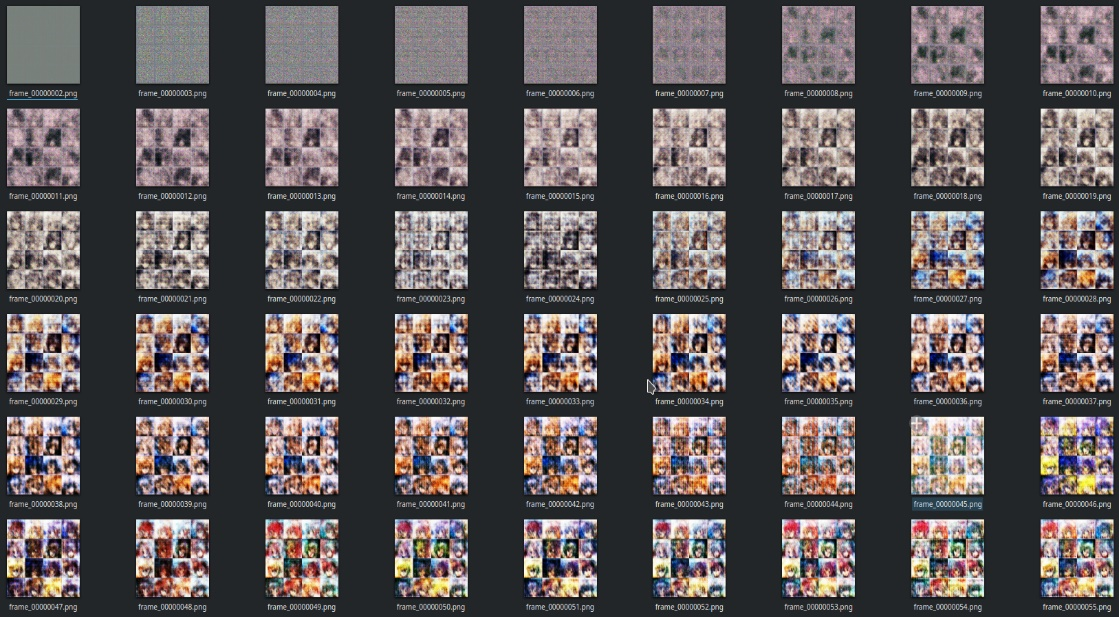 frame_00000002.png frame_00000003.png frame_00000004.png frame_00000005.png frame_00000006.png frame_00000007.png frame_00000008.png frame_00000009.png frame_00000010.png
frame_00000011.png frame_00000012.png frame_00000013.png frame_00000014.png frame_00000015.png frame_00000016.png frame_00000017.png frame_00000018.png frame_00000019.png
frame_00000020.png frame_00000021.png frame_00000022.png frame_00000023.png frame_00000024.png frame_00000025.png frame_00000026.png frame_00000027.png frame_00000028.png
frame_00000029.png frame_00000030.png frame_00000031.png frame_00000032.png frame_00000033.png frame_00000034.png frame_00000035.png frame_00000036.png frame_00000037.png
frame_00000038.png frame_00000039.png frame_00000040.png frame_00000041.png frame_00000042.png frame_00000043.png frame_00000044.png frame_00000045.png frame_00000046.png
frame_00000047.png frame_00000048.png frame_00000049.png frame_00000050.png frame_00000051.png frame_00000052.png frame_00000053.png frame_00000054.png frame_00000055.png